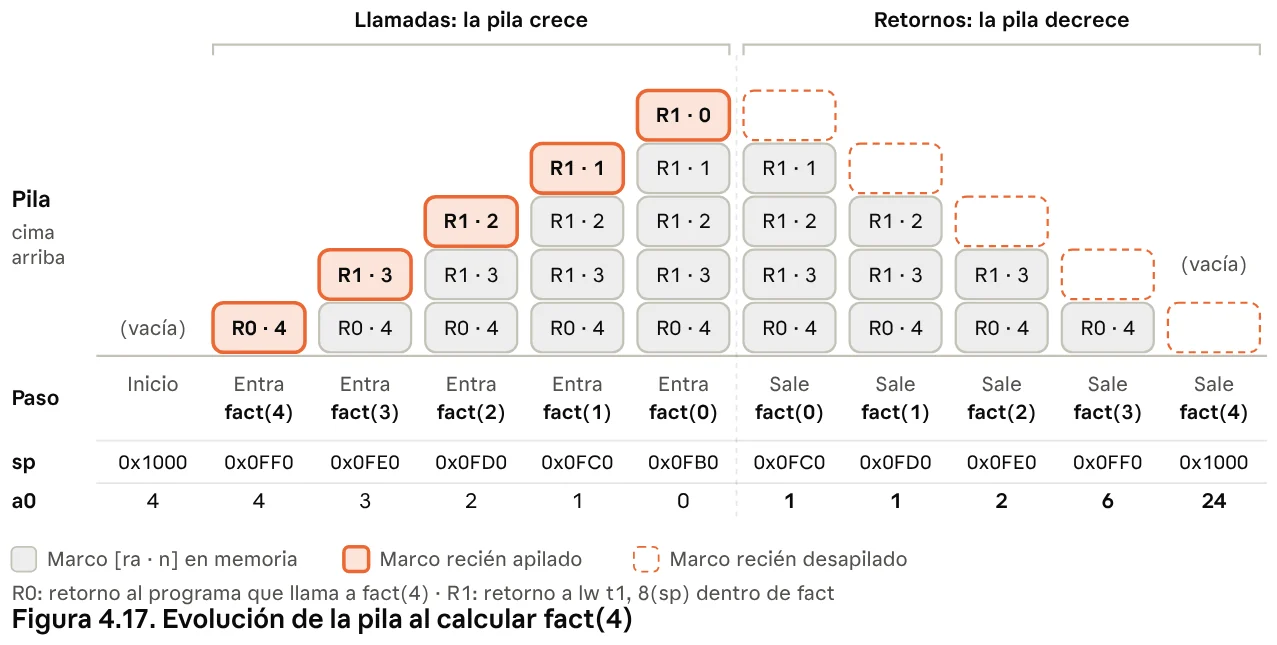 Llamadas: la pila crece Retornos: la pila decrece
R1 · 0
R1 · 1 R1 · 1 R1 · 1
R1 · 2 R1 · 2 R1 · 2 R1 · 2 R1 · 2
R1 · 3 R1 · 3 R1 · 3 R1 · 3 R1 · 3 R1 · 3 R1 · 3
R0 · 4 R0 · 4 R0 · 4 R0 · 4 R0 · 4 R0 · 4 R0 · 4 R0 · 4 R0 · 4
Pila
cima
arriba
(vacía)
(vacía)
Paso
Inicio Entra Entra Entra Entra Entra Sale Sale Sale Sale Sale
fact(4) fact(3) fact(2) fact(1) fact(0) fact(0) fact(1) fact(2) fact(3) fact(4)
sp 0x1000 0x0FF0 0x0FE0 0x0FD0 0x0FC0 0x0FB0 0x0FC0 0x0FD0 0x0FE0 0x0FF0 0x1000
a0 4 4 3 2 1 0 1 1 2 6 24
Marco [ra · n] en memoria Marco recién apilado Marco recién desapilado
R0: retorno al programa que llama a fact(4) · R1: retorno a lw t1, 8(sp) dentro de fact
Figura 4.17. Evolución de la pila al calcular fact(4)